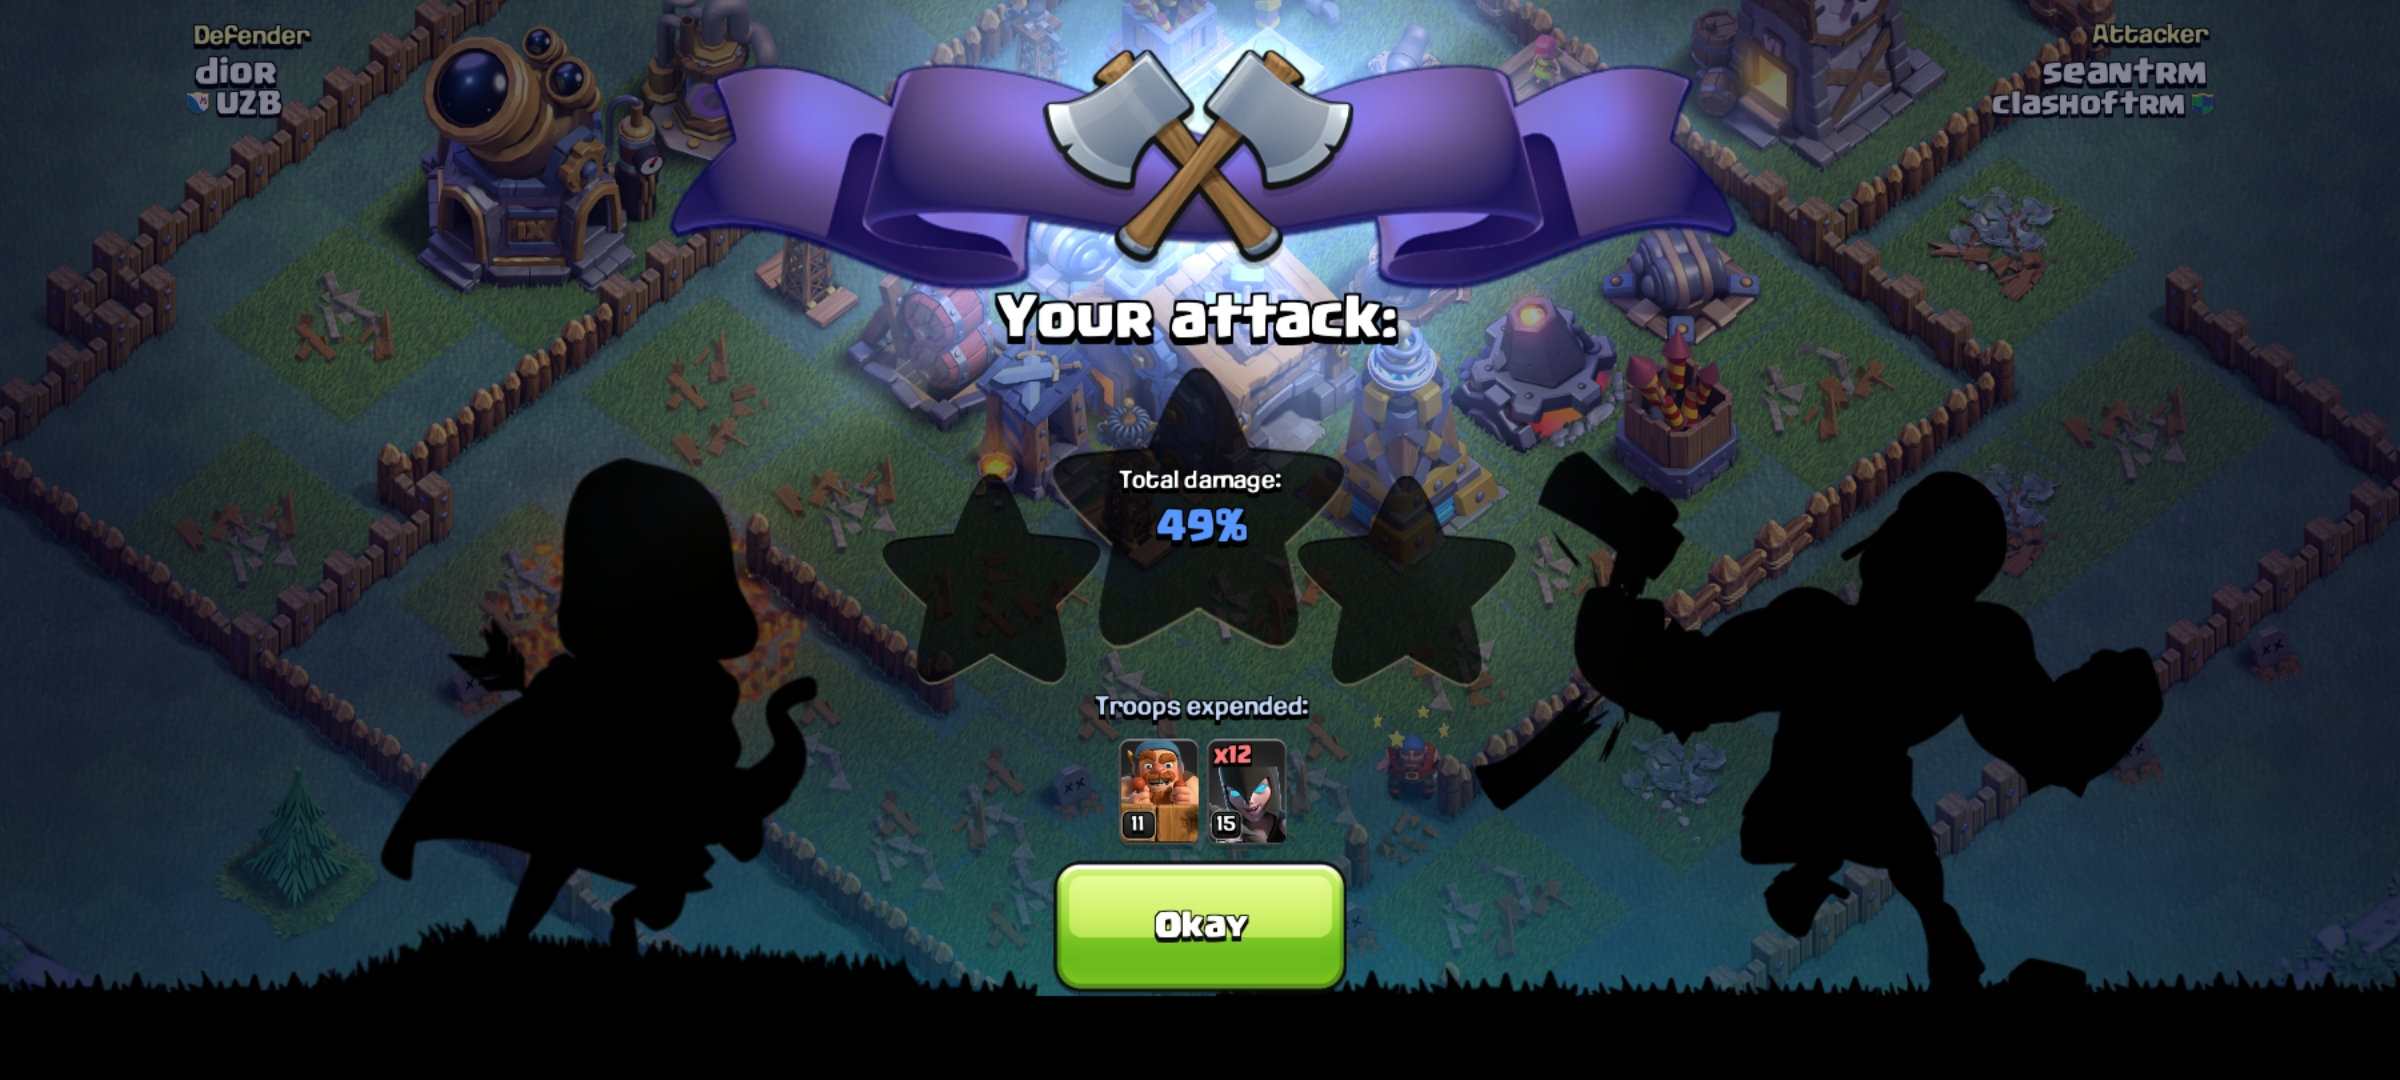 Defender
dior
UZB
Attacker
seantrm
clashoftrm
Your attack:
Total damage:
49%
Troops expended:
x12
11
15
Okay